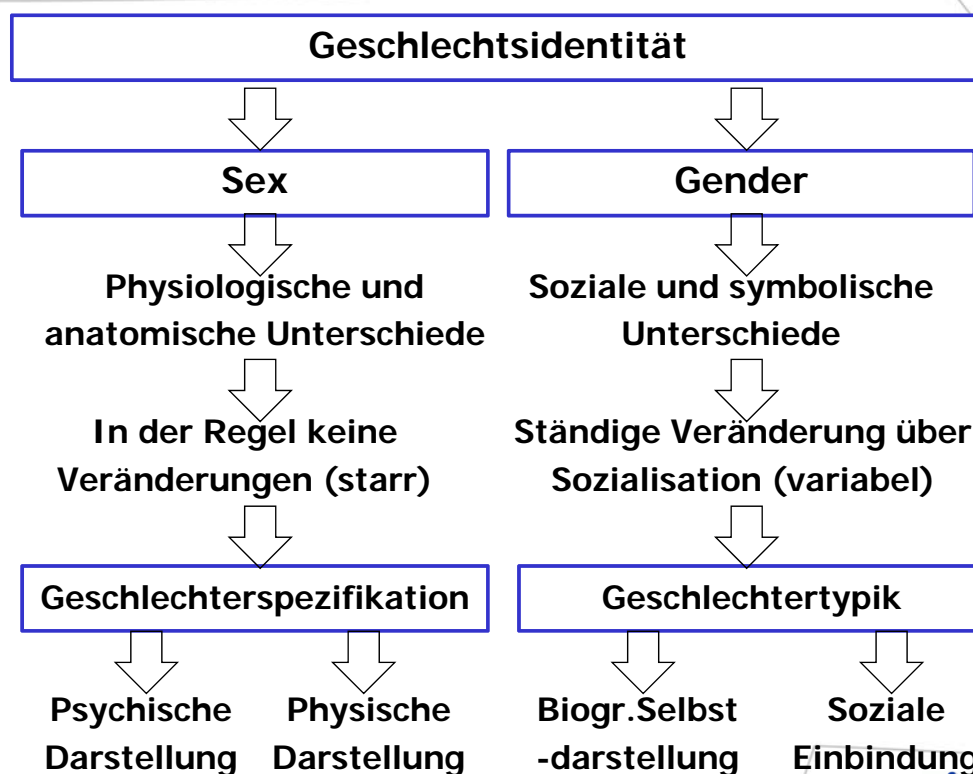 Geschlechtsidentität
Sex
Gender
Physiologische und
anatomische Unterschiede
Soziale und symbolische
Unterschiede
In der Regel keine
Veränderungen (starr)
Ständige Veränderung über
Sozialisation (variabel)
Geschlechterspezifikation
Geschlechtertypik
Psychische
Darstellung
Physische
Darstellung
Biogr.Selbst
-darstellung
Soziale
Einbindung